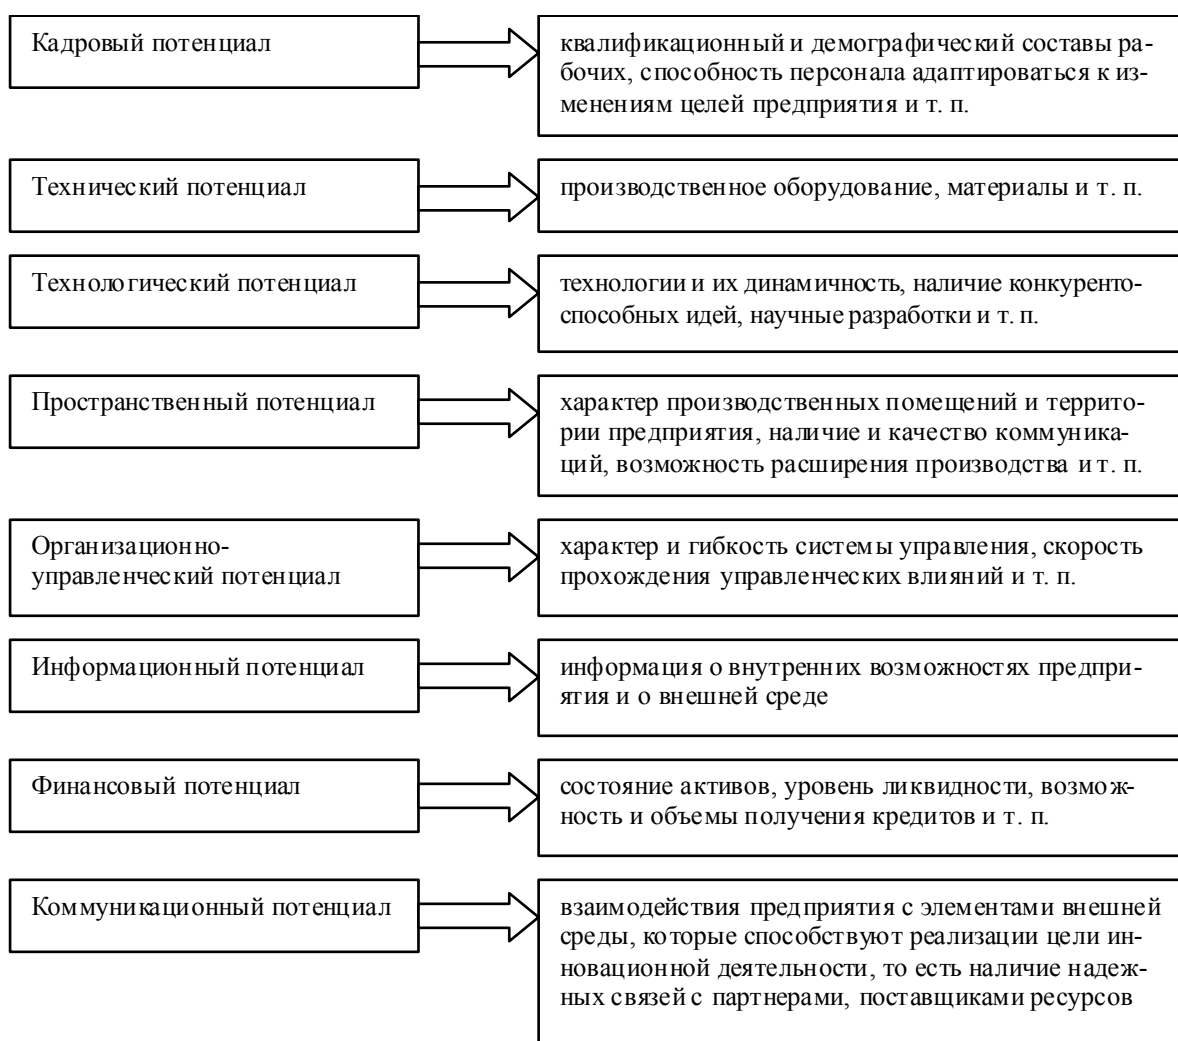 Кадровый потенциал
квалификационный и демографический составы ра-
бочих, способность персонала адаптироваться к из-
менениям целей предприятия и т. п.
Технический потенциал
производственное оборудование, материалы и т. п.
Технологический потенциал
технологии и их динамичность, наличие конкуренто-
способных идей, научные разработки и т. п.
Пространственный потенциал
характер производственных помещений и террито-
рии предприятия, наличие и качество коммуника-
ций, возможность расширения производства и т. п.
Организационно-
управленческий потенциал
характер и гибкость системы управления, скорость
прохождения управленческих влияний и т. п.
Информационный потенциал
информация о внутренних возможностях предпри-
ятия и о внешней среде
Финансовый потенциал
состояние активов, уровень ликвидности, возмож-
ность и объемы получения кредитов и т. п.
Коммуникационный потенциал
взаимодействия предприятия с элементами внешней
среды, которые способствуют реализации цели ин-
новационной деятельности, то есть наличие надеж-
ных связей с партнерами, поставщиками ресурсов